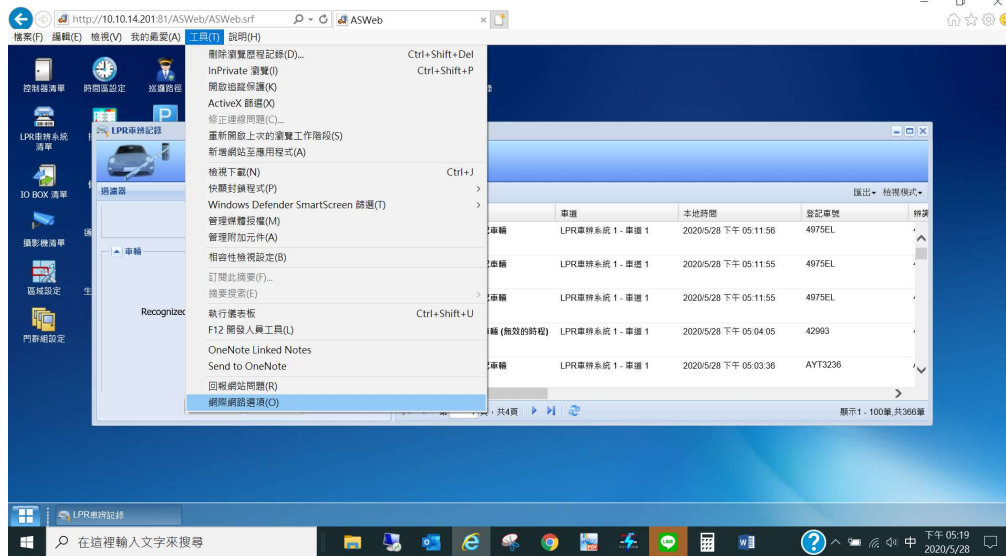 http://10.10.14.201:81/ASWeb/ASWeb.srf
ASWeb
檔案(F) 編輯(E) 檢視(V) 我的最愛(A) 工具(T) 說明(H)
刪除瀏覽歷程記錄(D)... Ctrl+Shift+Del
InPrivate 瀏覽(I) Ctrl+Shift+P
開啟追蹤保護(K)
ActiveX 篩選(X)
修正連線問題(C)...
重新開啟上次的瀏覽工作階段(S)
新增網站至應用程式(A)
檢視下載(N) Ctrl+J
快顯封鎖程式(P)
Windows Defender SmartScreen 篩選(T)
管理媒體授權(M)
管理附加元件(A)
相容性檢視設定(B)
訂閱此摘要(F)...
摘要搜索(E)
執行儀表板 Ctrl+Shift+U
F12 開發人員工具(L)
OneNote Linked Notes
Send to OneNote
回報網站問題(R)
網際網路選項(O)
控制器清單 時間區設定 巡邏路徑
LPR車辨系統
清單
IO BOX 清單
攝影機清單
區域設定
門群組設定
LPR車辨記錄
過濾器
車輛
Recognized
匯出 檢視模式
車道 本地時間 登記車號
車輛 LPR車辨系統 1 - 車道 1 2020/5/28 下午 05:11:56 4975EL
車輛 LPR車辨系統 1 - 車道 1 2020/5/28 下午 05:11:55 4975EL
車輛 LPR車辨系統 1 - 車道 1 2020/5/28 下午 05:11:55 4975EL
車輛 (無效的時程) LPR車辨系統 1 - 車道 1 2020/5/28 下午 05:04:05 42993
車輛 LPR車辨系統 1 - 車道 1 2020/5/28 下午 05:03:36 AYT3236
頁,共4頁 顯示1 - 100筆,共366筆
LPR車辨記錄
在這裡輸入文字來搜尋
中
下午 05:19
2020/5/28